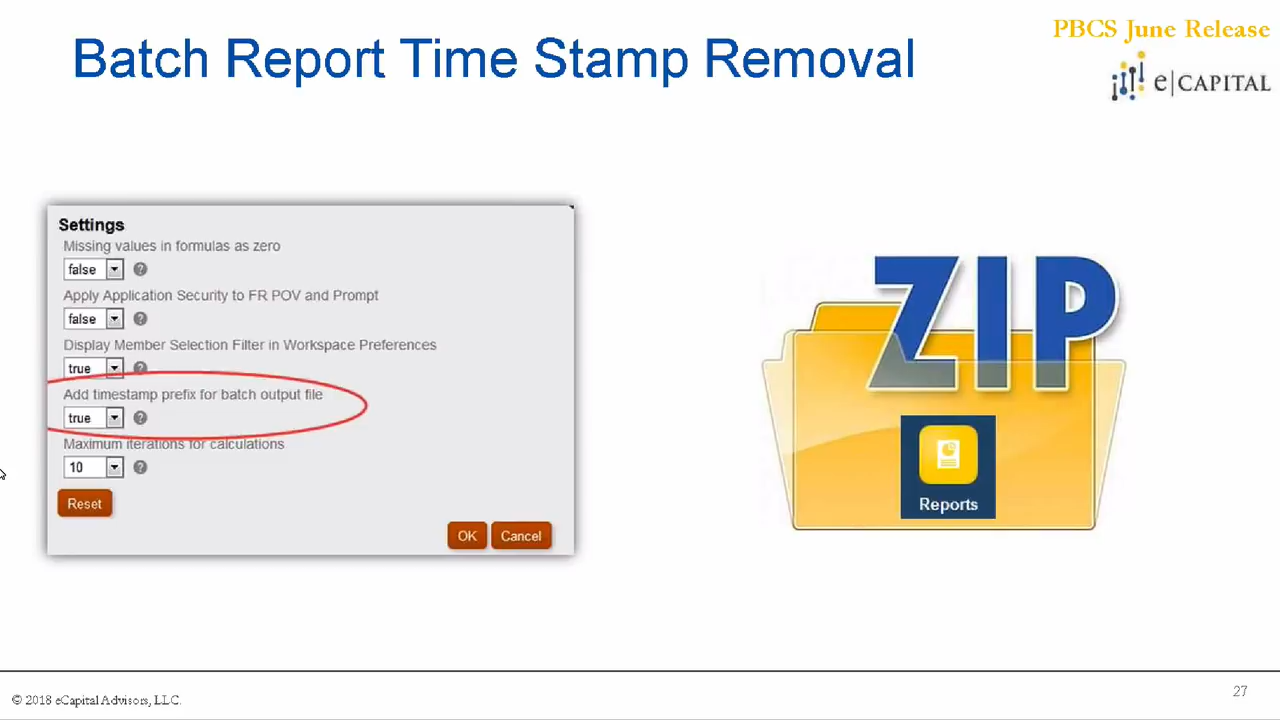 PBCS June Release
Batch Report Time Stamp Removal
e|CAPITAL
Settings
Missing values in formulas as zero
false
Apply Application Security to FR POV and Prompt
false
Display Member Selection Filter in Workspace Preferences
true
Add timestamp prefix for batch output file
true
Maximum iterations for calculations
10
Reset
OK Cancel
ZIP
Reports
© 2018 eCapital Advisors, LLC.
27